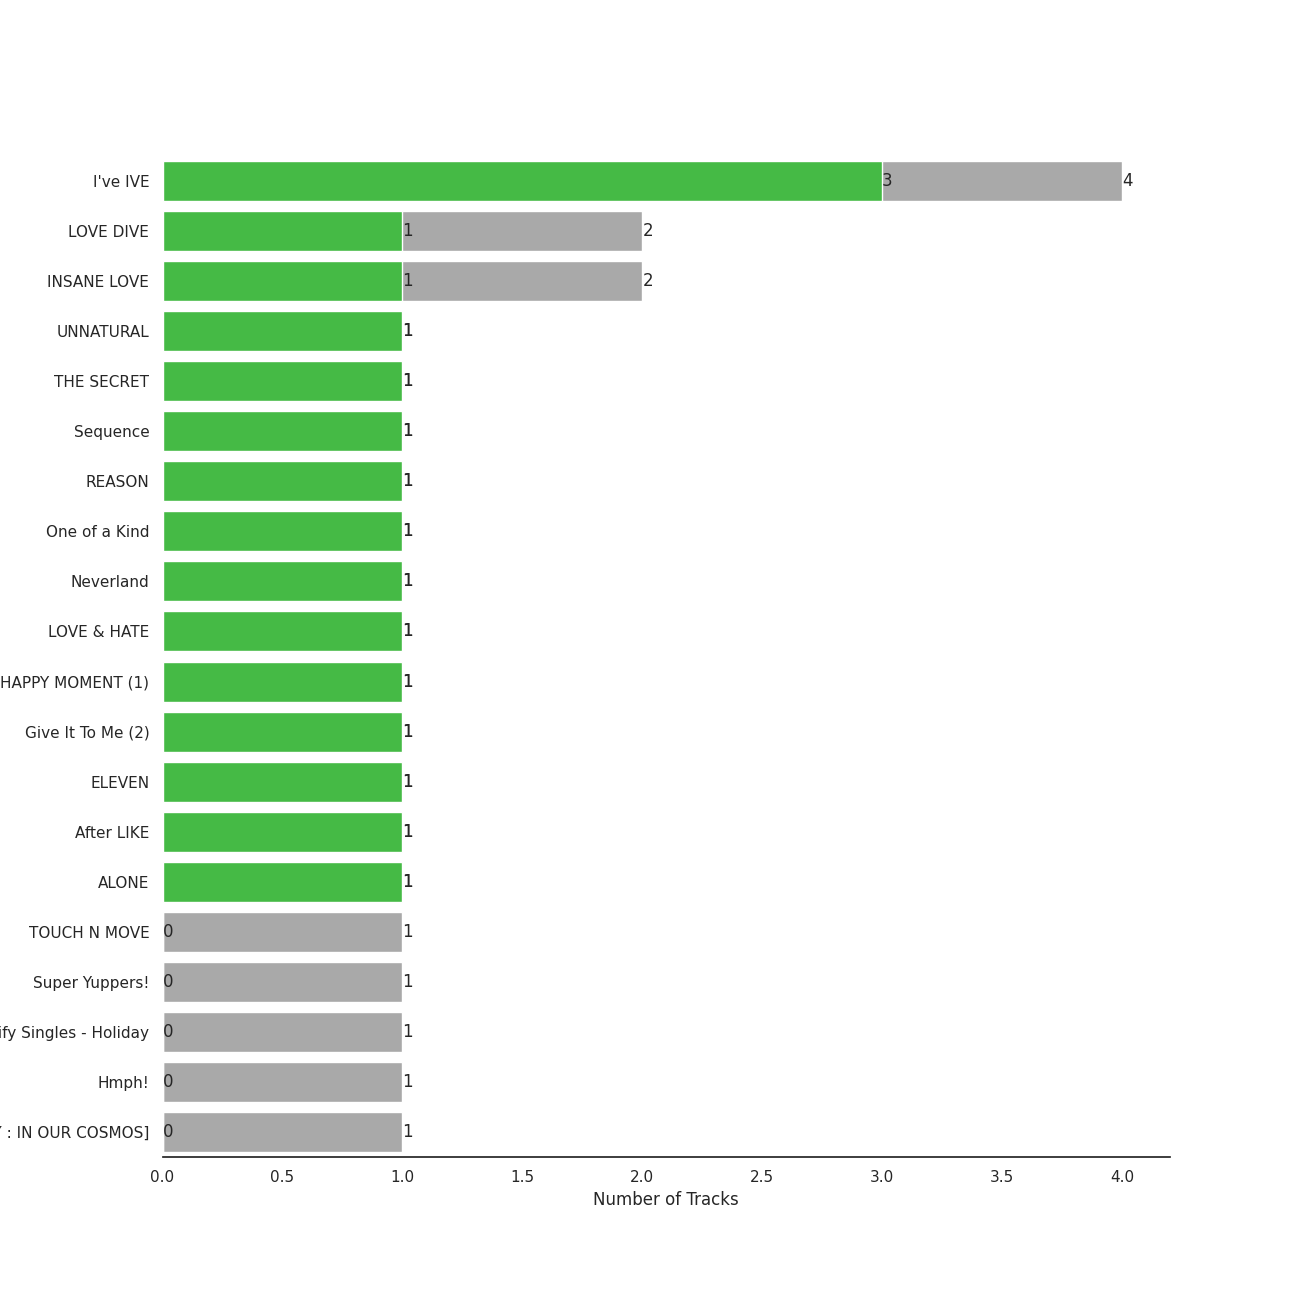 I've IVE 3 4
LOVE DIVE 1 2
INSANE LOVE 1 2
UNNATURAL 1
THE SECRET 1
Sequence 1
REASON 1
One of a Kind 1
Neverland 1
LOVE & HATE 1
HAPPY MOMENT (1) 1
Give It To Me (2) 1
ELEVEN 1
After LIKE 1
ALONE 1
TOUCH N MOVE 0 1
Super Yuppers! 0 1
ify Singles - Holiday 0 1
Hmph! 0 1
: IN OUR COSMOS] 0 1
0.0 0.5 1.0 1.5 2.0 2.5 3.0 3.5 4.0
Number of Tracks